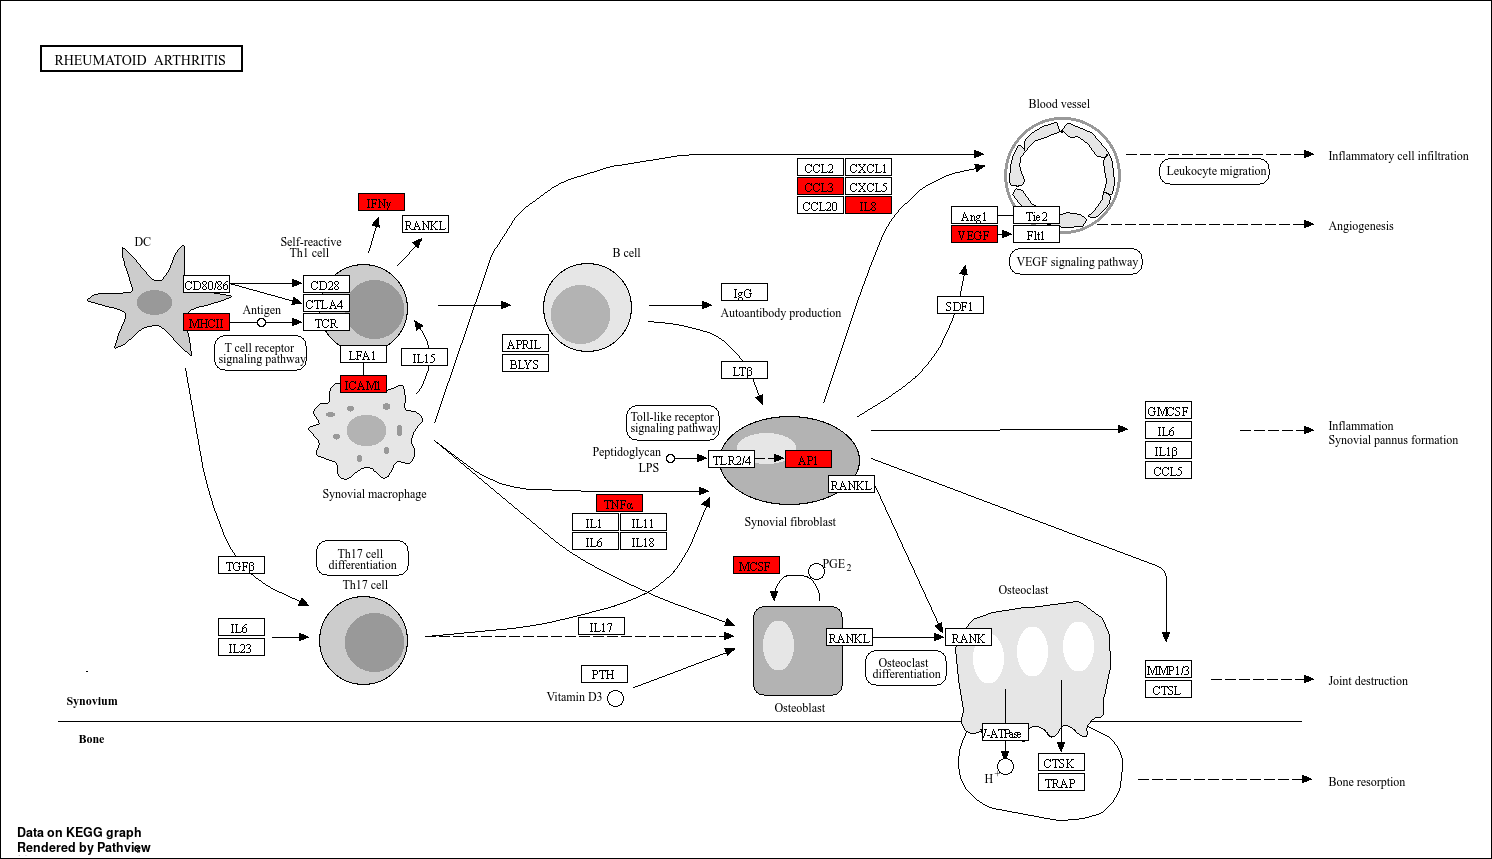 RHEUMATOID ARTHRITIS
Blood vessel
Inflammatory cell infiltration
Leukocyte migration
CCL2
CXCL1
CCL3
CXCL5
CCL20
IL8
IFNγ
RANKL
Ang1
Tie2
VEGF
Flt1
Angiogenesis
VEGF signaling pathway
DC
Self-reactive
Th1 cell
B cell
CD80/86
CD28
CTLA4
MHCII
Antigen
TCR
T cell receptor
signaling pathway
LFA1
IL15
ICAM1
IgG
Autoantibody production
SDF1
APRIL
BLYS
LTβ
Toll-like receptor
signaling pathway
Peptidoglycan
LPS
TLR2/4
AP1
RANKL
GMCSF
IL6
IL1β
CCL5
Inflammation
Synovial pannus formation
Synovial macrophage
TNFα
IL1
IL11
IL6
IL18
Synovial fibroblast
Th17 cell
differentiation
Th17 cell
TGFβ
MCSF
PGE2
Osteoclast
IL6
IL23
IL17
RANKL
RANK
Osteoclast
differentiation
PTH
Vitamin D3
Osteoblast
MMP1/3
CTSL
Joint destruction
Synovium
Bone
V-ATPase
H+
CTSK
TRAP
Bone resorption
Data on KEGG graph
Rendered by Pathview